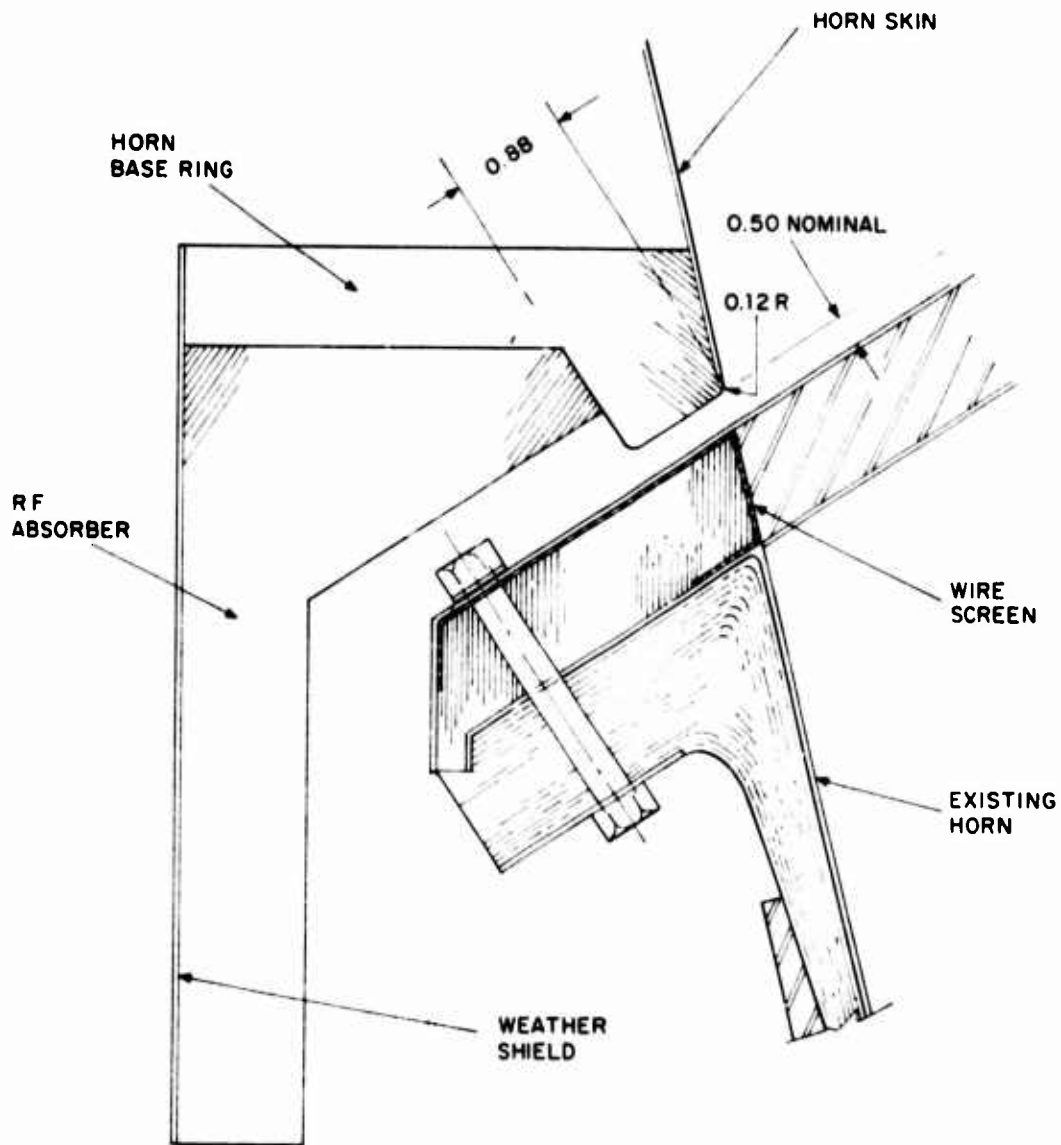 HORN SKIN
HORN
BASE RING
0.88
0.50 NOMINAL
0.12 R
RF
ABSORBER
WIRE
SCREEN
EXISTING
HORN
WEATHER
SHIELD